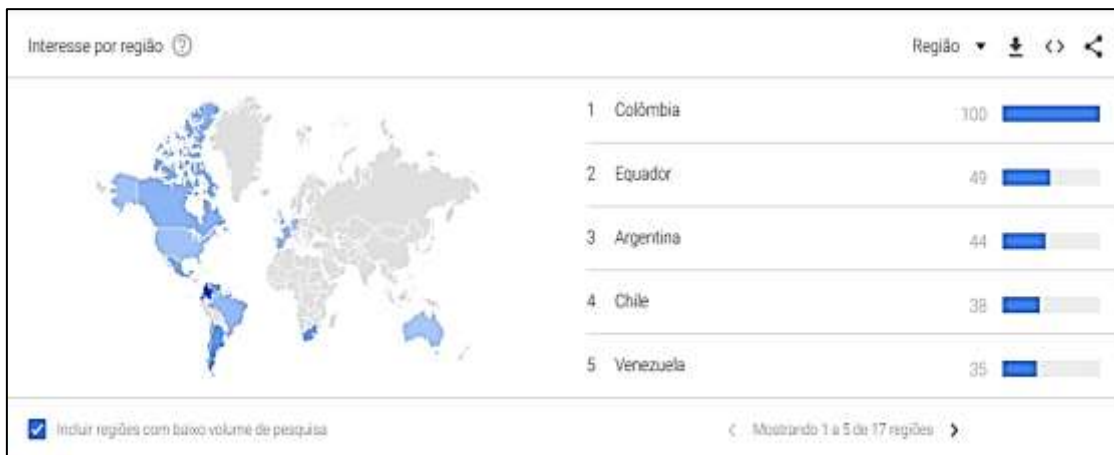 Interesse por região ?
Região
1 Colômbia 100
2 Equador 49
3 Argentina 44
4 Chile 38
5 Venezuela 35
Incluir regiões com baixo volume de pesquisa
Mostrando 1 a 5 de 17 regiões